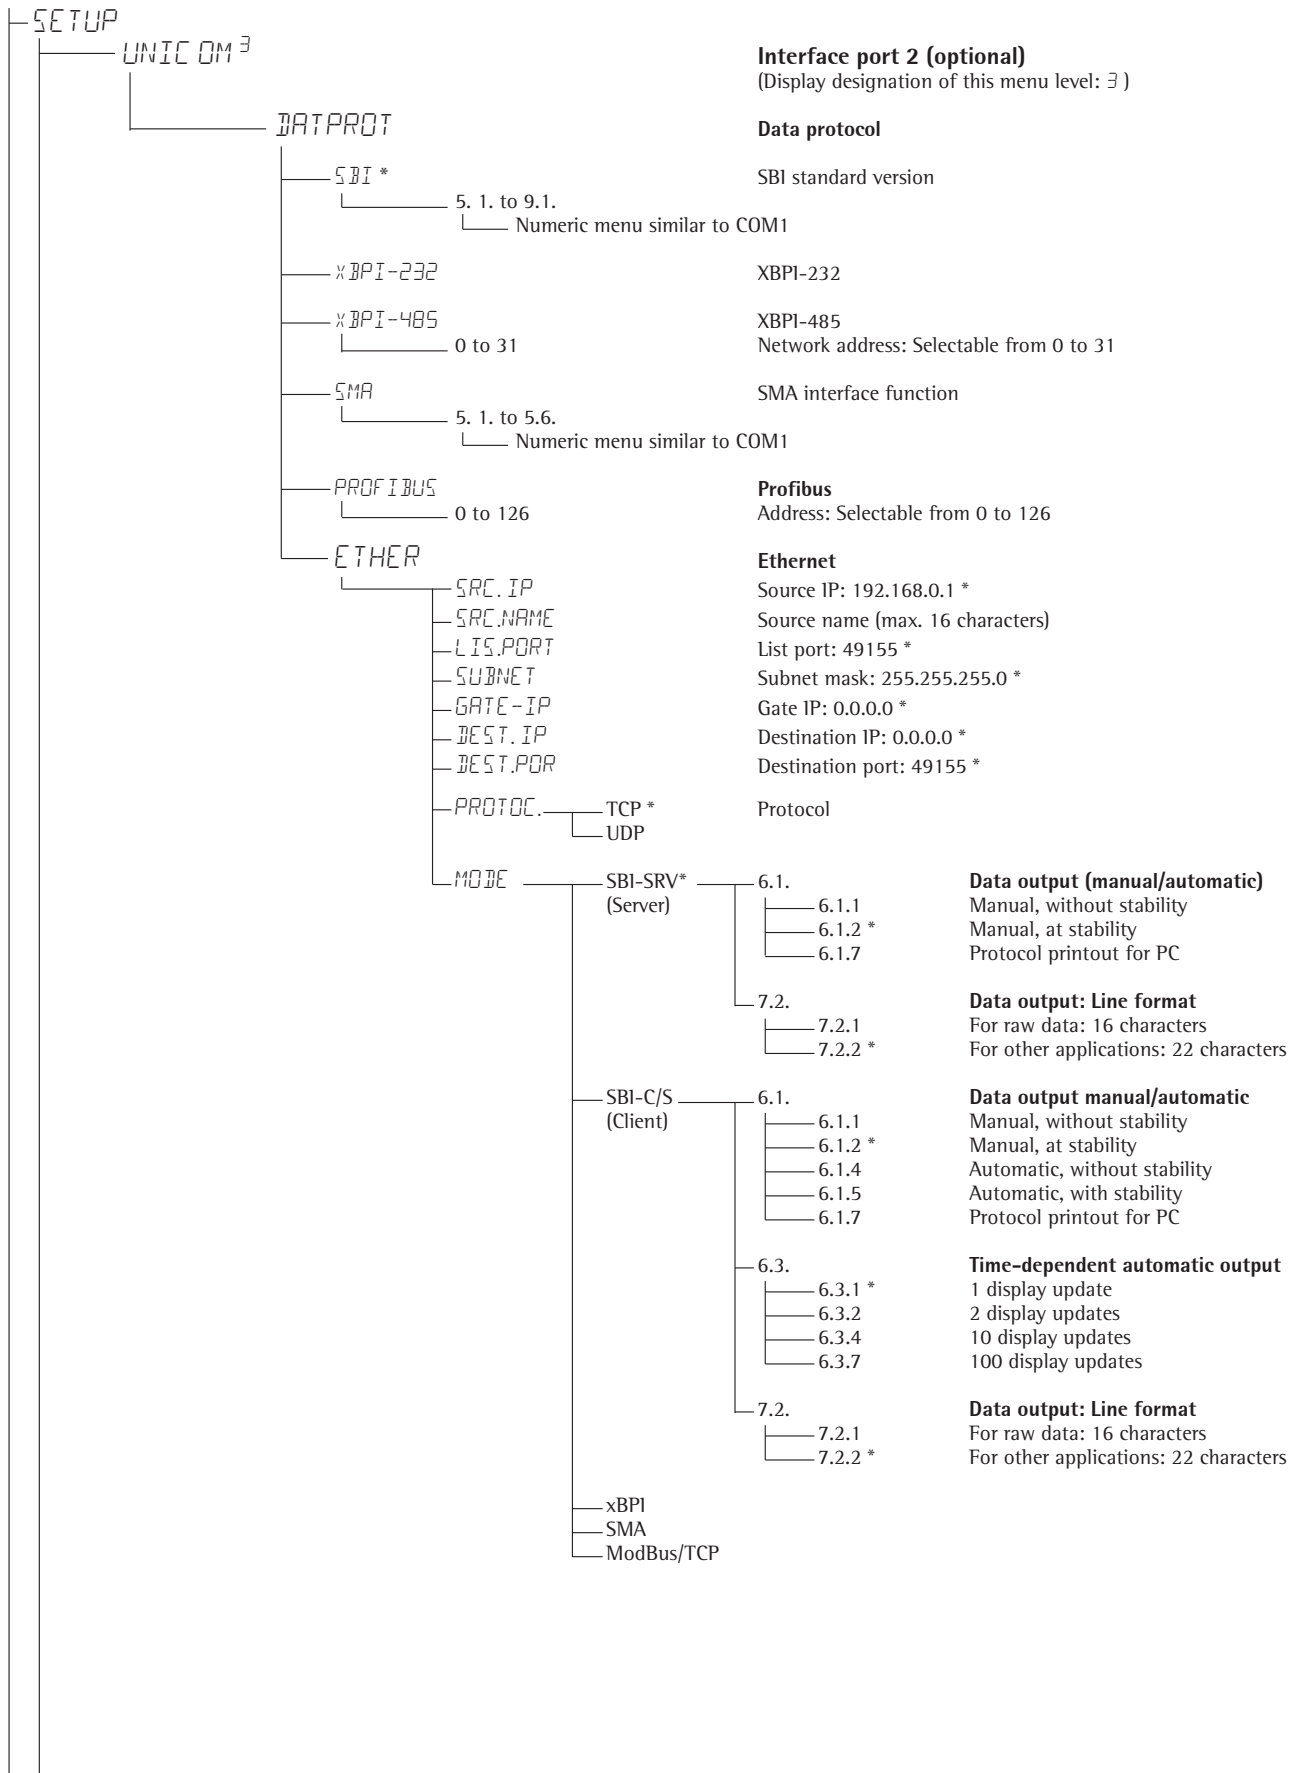 SETUP
UNICOM 3 Interface port 2 (optional)
(Display designation of this menu level: 3 )
DATPROT Data protocol
SBI * SBI standard version
5. 1. to 9.1.
Numeric menu similar to COM1
XBPI-232 XBPI-232
XBPI-485 XBPI-485
0 to 31 Network address: Selectable from 0 to 31
SMA SMA interface function
5. 1. to 5.6.
Numeric menu similar to COM1
PROFIBUS Profibus
0 to 126 Address: Selectable from 0 to 126
ETHER Ethernet
SRC.IP Source IP: 192.168.0.1 *
SRC.NAME Source name (max. 16 characters)
LIS.PORT List port: 49155 *
SUBNET Subnet mask: 255.255.255.0 *
GATE-IP Gate IP: 0.0.0.0 *
DEST.IP Destination IP: 0.0.0.0 *
DEST.POR Destination port: 49155 *
PROTOC. TCP * Protocol
UDP
MODE SBI-SRV* 6.1. Data output (manual/automatic)
(Server) 6.1.1 Manual, without stability
6.1.2 * Manual, at stability
6.1.7 Protocol printout for PC
7.2. Data output: Line format
7.2.1 For raw data: 16 characters
7.2.2 * For other applications: 22 characters
SBI-C/S 6.1. Data output manual/automatic
(Client) 6.1.1 Manual, without stability
6.1.2 * Manual, at stability
6.1.4 Automatic, without stability
6.1.5 Automatic, with stability
6.1.7 Protocol printout for PC
6.3. Time-dependent automatic output
6.3.1 * 1 display update
6.3.2 2 display updates
6.3.4 10 display updates
6.3.7 100 display updates
7.2. Data output: Line format
7.2.1 For raw data: 16 characters
7.2.2 * For other applications: 22 characters
xBPI
SMA
ModBus/TCP